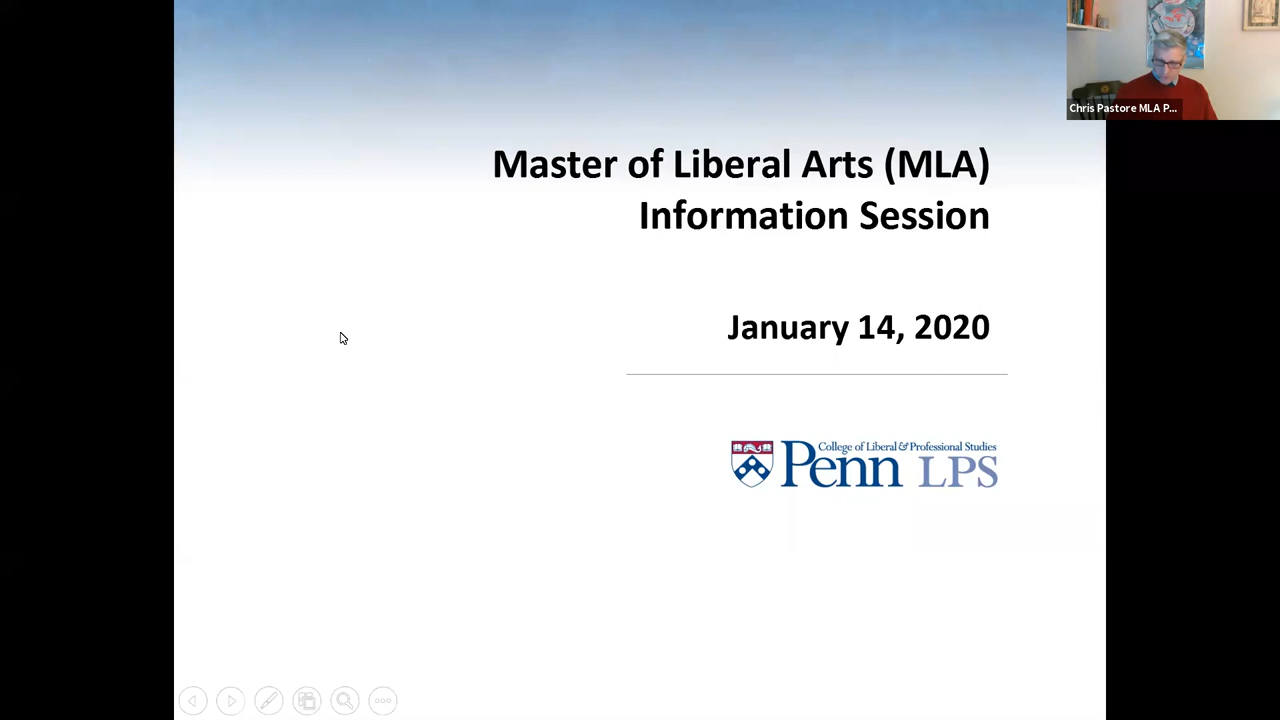 Chris Pastore MLA P...
Master of Liberal Arts (MLA)
Information Session
January 14, 2020
College of Liberal & Professional Studies
Penn LPS